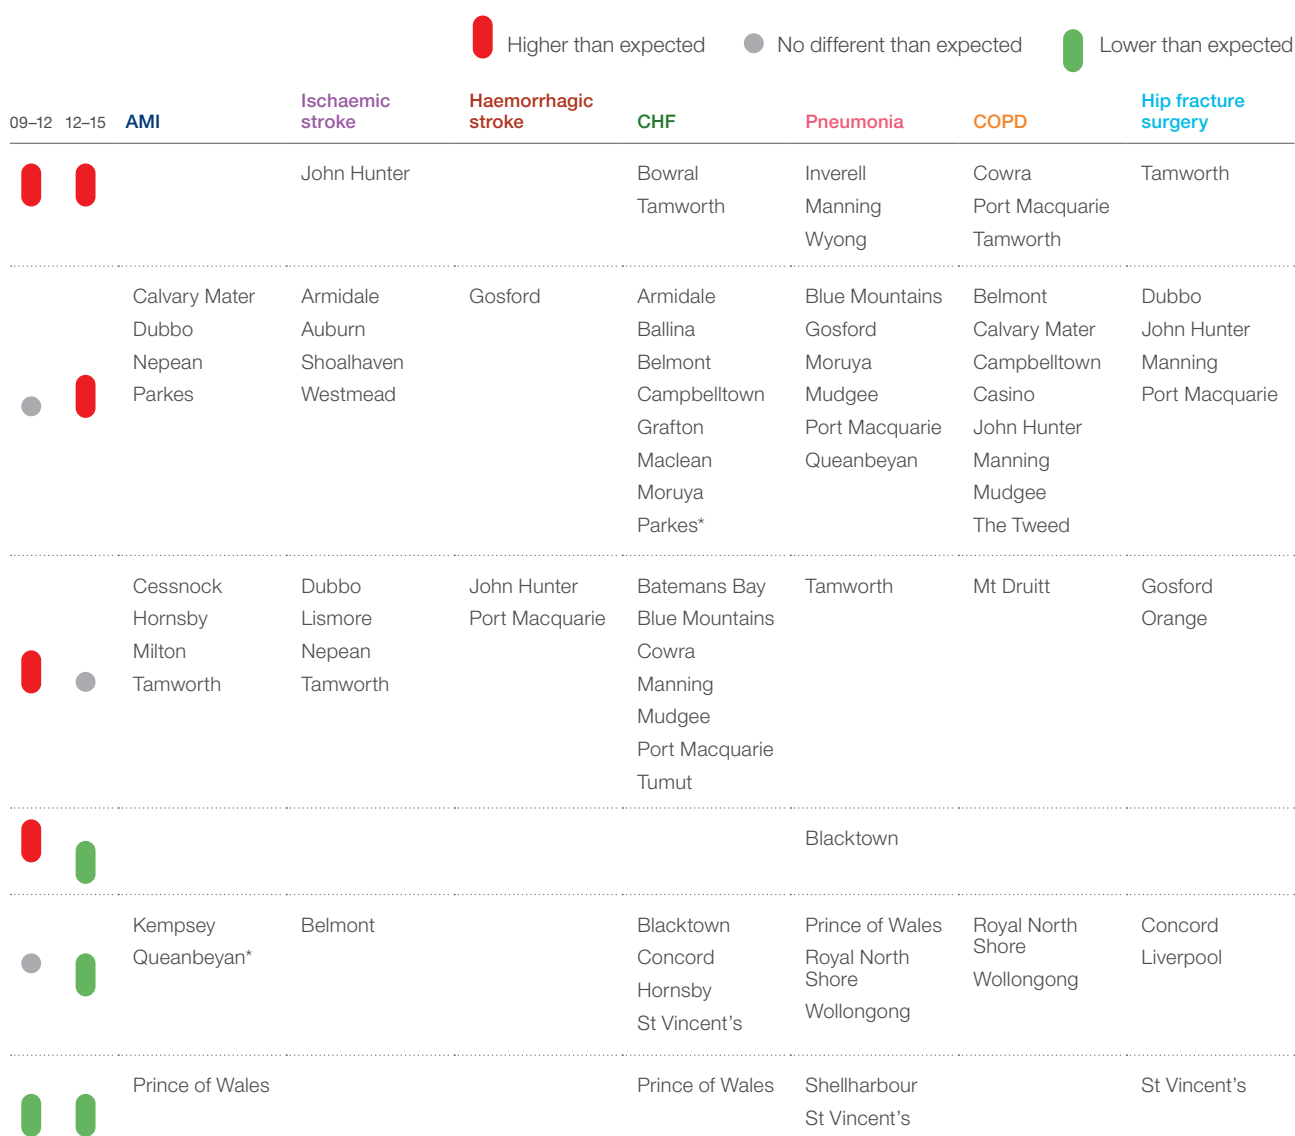 Higher than expected No different than expected Lower than expected
09–12 12–15 AMI Ischaemic stroke Haemorrhagic stroke CHF Pneumonia COPD Hip fracture surgery
John Hunter Bowral Inverell Cowra Tamworth
Tamworth Manning Port Macquarie
Wyong Tamworth
Calvary Mater Armidale Gosford Armidale Blue Mountains Belmont Dubbo
Dubbo Auburn Ballina Gosford Calvary Mater John Hunter
Nepean Shoalhaven Belmont Moruya Campbelltown Manning
Parkes Westmead Campbelltown Mudgee Casino Port Macquarie
Grafton Port Macquarie John Hunter
Maclean Queanbeyan Manning
Moruya Mudgee
Parkes* The Tweed
Cessnock Dubbo John Hunter Batemans Bay Tamworth Mt Druitt Gosford
Hornsby Lismore Port Macquarie Blue Mountains Orange
Milton Nepean Cowra
Tamworth Tamworth Manning
Mudgee
Port Macquarie
Tumut
Blacktown
Kempsey Belmont Blacktown Prince of Wales Royal North Shore Concord
Queanbeyan* Concord Royal North Shore Wollongong Liverpool
Hornsby Wollongong
St Vincent's
Prince of Wales Prince of Wales Shellharbour St Vincent's
St Vincent's